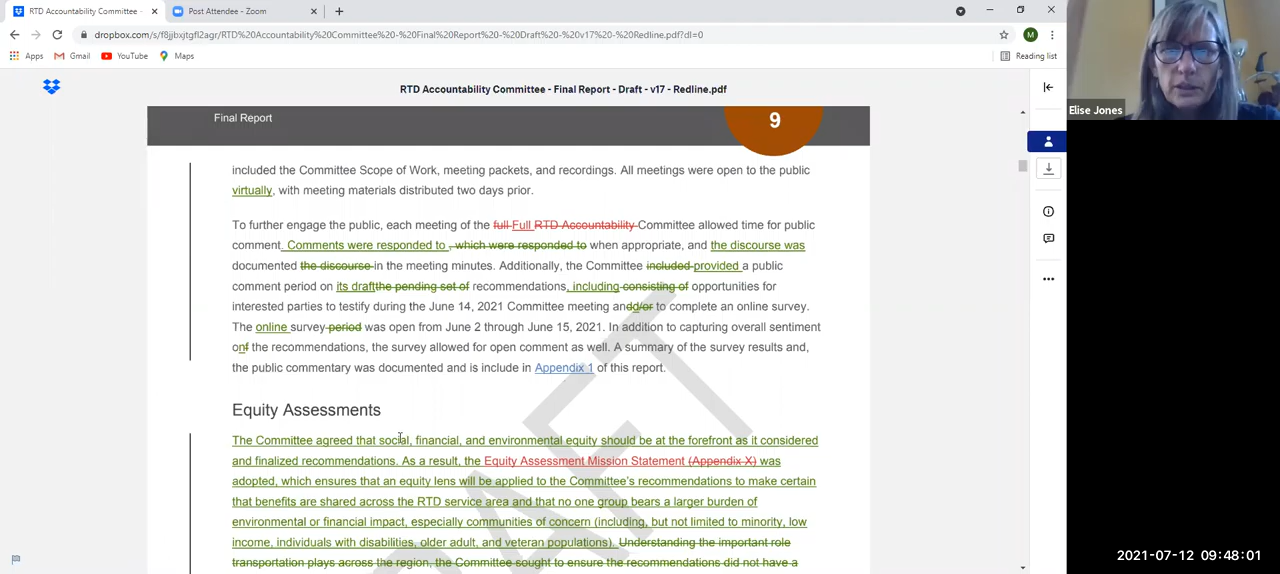 RTD Accountability Committee - D
Post Attendee - Zoom
dropbox.com/s/f8jjbxjtgfl2agr/RTD%20Accountability%20Committee%20-%20Final%20Report%20-%20Draft%20-%20v17%20-%20Redline.pdf?dl=0
M
Apps
Gmail
YouTube
Maps
Reading list
RTD Accountability Committee - Final Report - Draft - v17 - Redline.pdf
Final Report
9
included the Committee Scope of Work, meeting packets, and recordings. All meetings were open to the public
virtually, with meeting materials distributed two days prior.
To further engage the public, each meeting of the full Full RTD Accountability Committee allowed time for public
comment. Comments were responded to , which were responded to when appropriate, and the discourse was
documented the discourse in the meeting minutes. Additionally, the Committee included provided a public
comment period on its draftthe pending set of recommendations, including consisting of opportunities for
interested parties to testify during the June 14, 2021 Committee meeting andd/or to complete an online survey.
The online survey period was open from June 2 through June 15, 2021. In addition to capturing overall sentiment
onf the recommendations, the survey allowed for open comment as well. A summary of the survey results and,
the public commentary was documented and is include in Appendix 1 of this report.
Equity Assessments
The Committee agreed that social, financial, and environmental equity should be at the forefront as it considered
and finalized recommendations. As a result, the Equity Assessment Mission Statement (Appendix X) was
adopted, which ensures that an equity lens will be applied to the Committee's recommendations to make certain
that benefits are shared across the RTD service area and that no one group bears a larger burden of
environmental or financial impact, especially communities of concern (including, but not limited to minority, low
income, individuals with disabilities, older adult, and veteran populations). Understanding the important role
transportation plays across the region, the Committee sought to ensure the recommendations did not have a
DRAFT
Elise Jones
2021-07-12 09:48:01